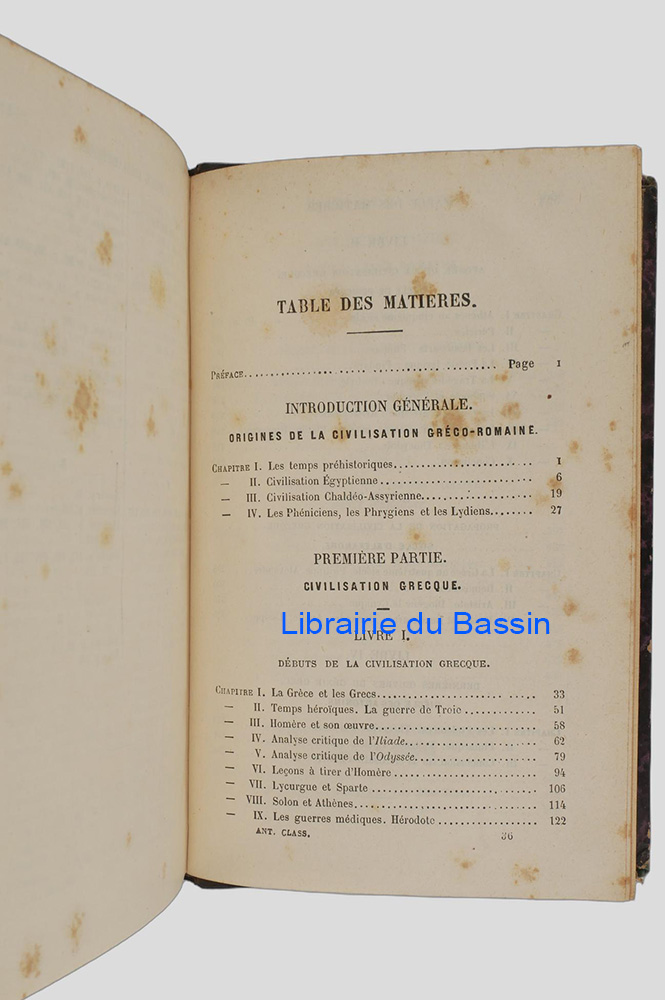 TABLE DES MATIERES.
PRÉFACE........ Page I
INTRODUCTION GÉNÉRALE.
ORIGINES DE LA CIVILISATION GRÉCO-ROMAINE.
CHAPITRE I. Les temps préhistoriques........ 1
— II. Civilisation Égyptienne........ 6
— III. Civilisation Chaldéo-Assyrienne........ 19
— IV. Les Phéniciens, les Phrygiens et les Lydiens........ 27
PREMIÈRE PARTIE.
CIVILISATION GRECQUE.
Librairie du Bassin
LIVRE I.
DÉBUTS DE LA CIVILISATION GRECQUE.
CHAPITRE I. La Grèce et les Grecs........ 33
— II. Temps héroïques. La guerre de Troie........ 51
— III. Homère et son œuvre........ 58
— IV. Analyse critique de l'Iliade........ 62
— V. Analyse critique de l'Odyssée........ 79
— VI. Leçons à tirer d'Homère........ 94
— VII. Lycurgue et Sparte........ 106
— VIII. Solon et Athènes........ 114
— IX. Les guerres médiques. Hérodote........ 122
ANT. CLASS. 36